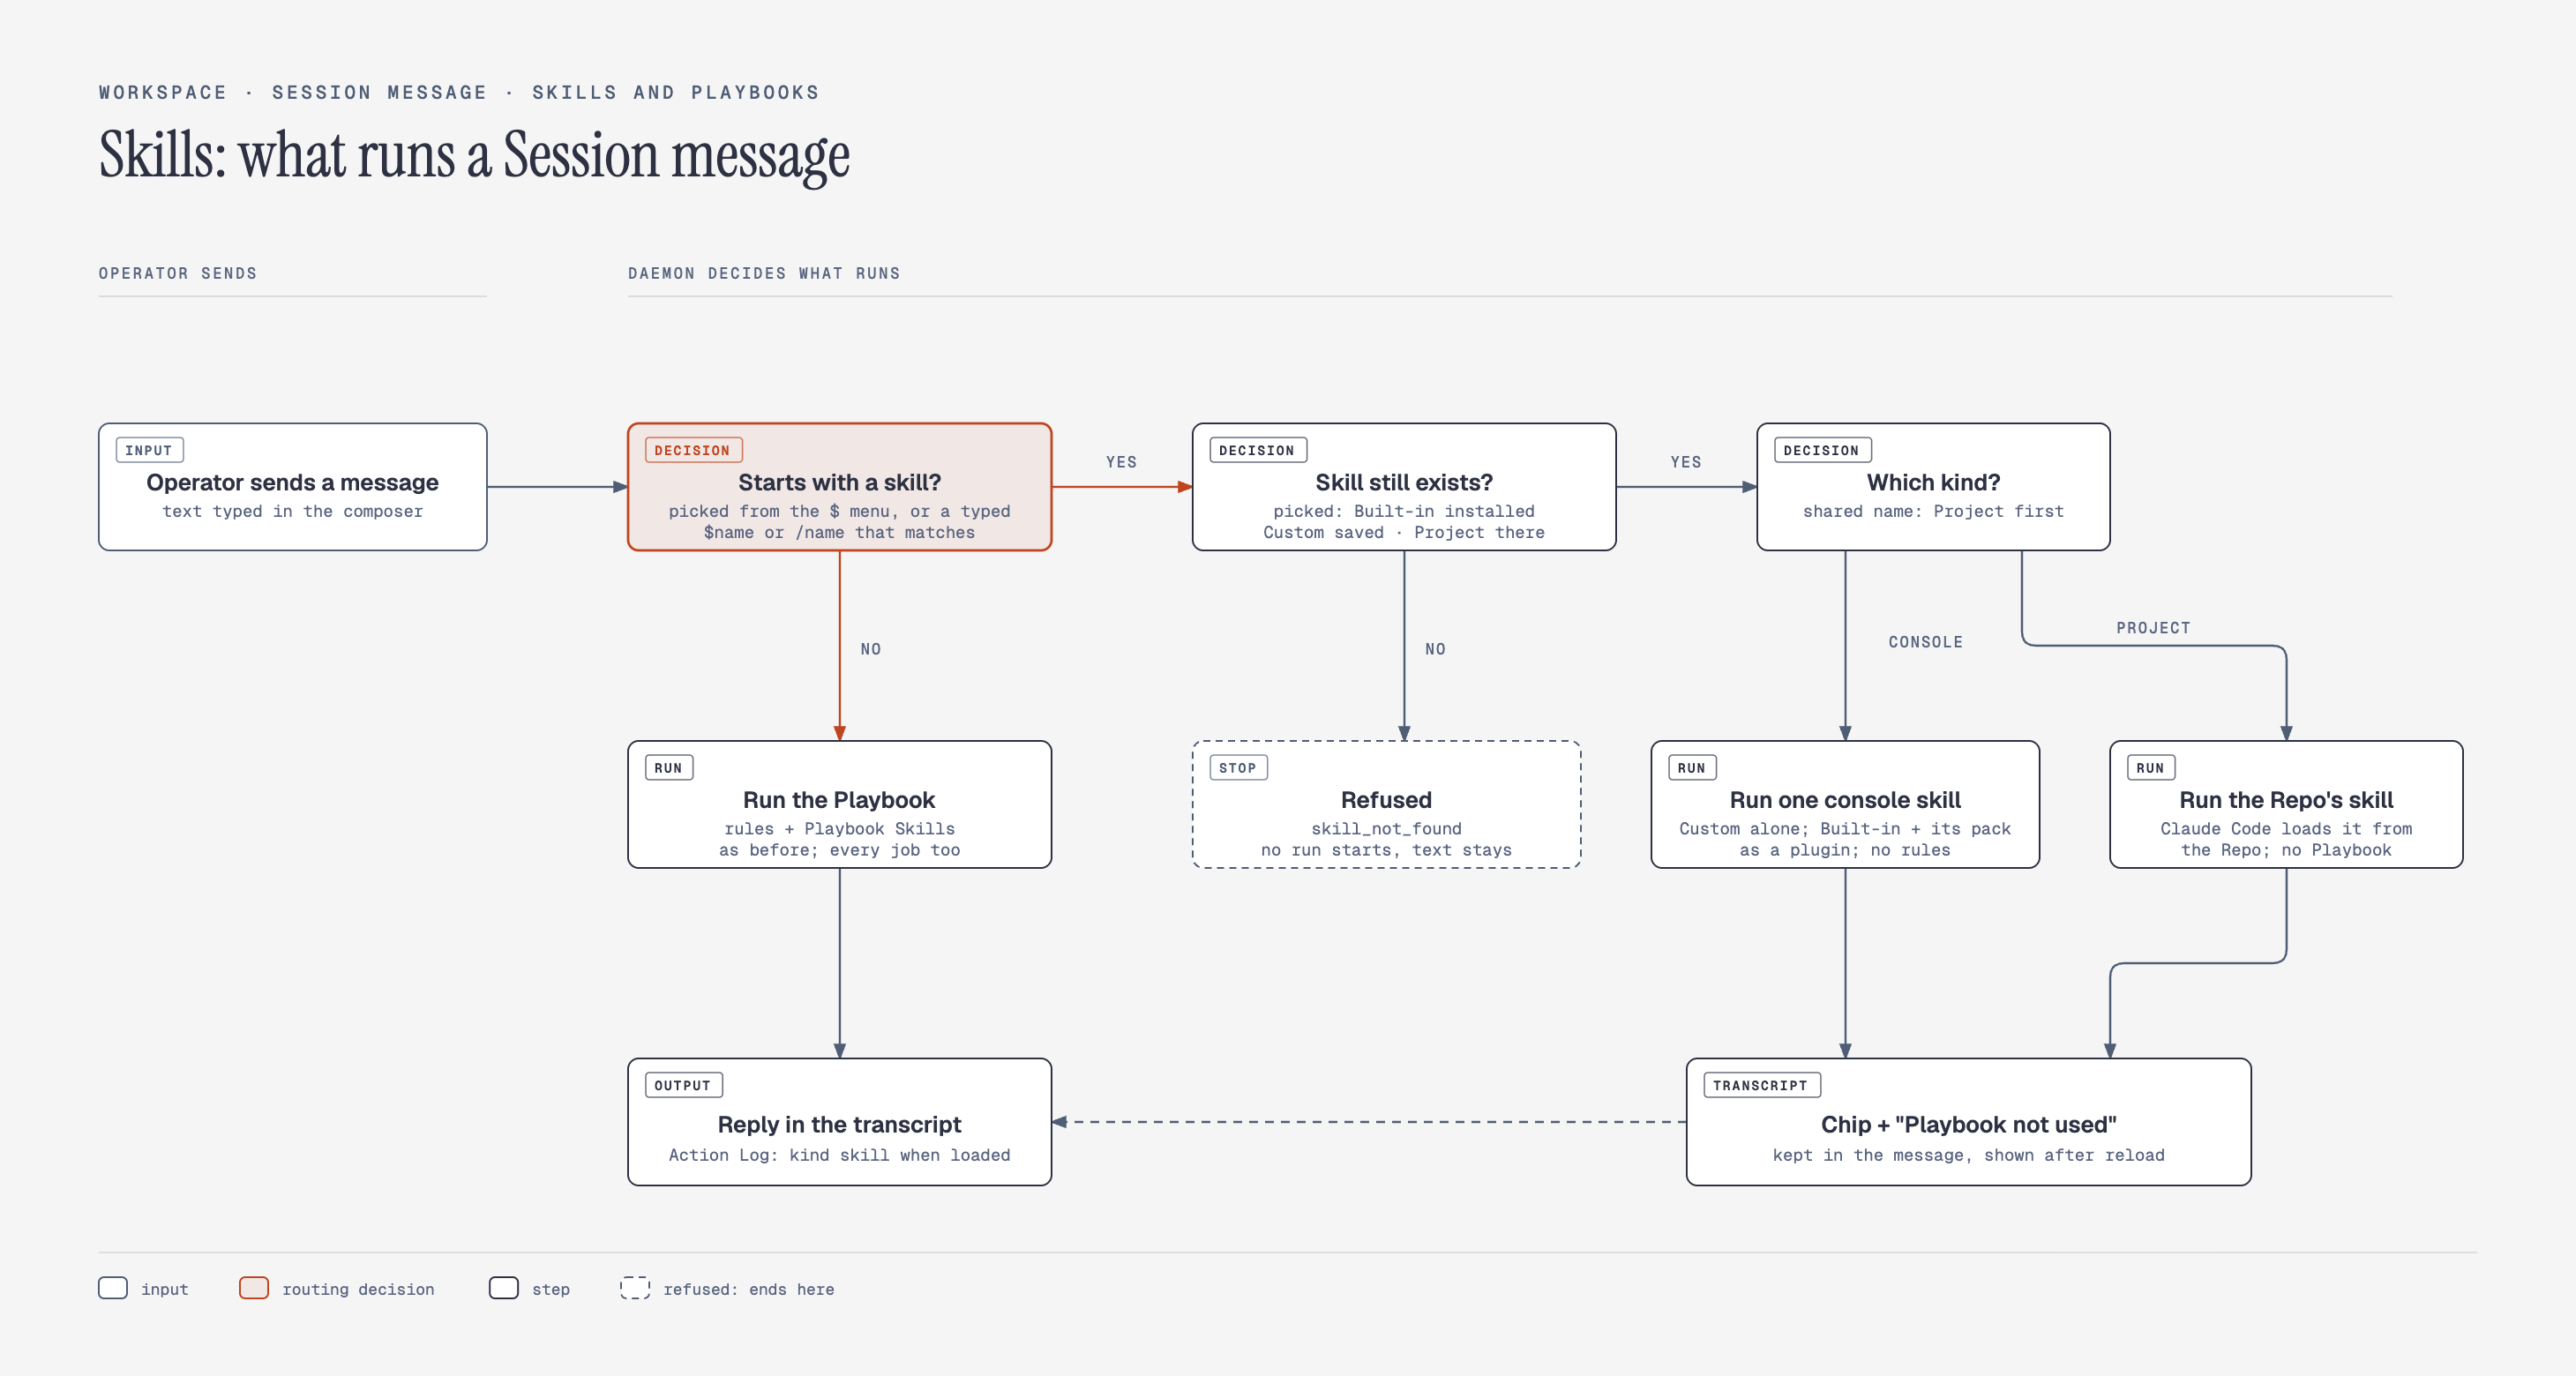 WORKSPACE · SESSION MESSAGE · SKILLS AND PLAYBOOKS
Skills: what runs a Session message
OPERATOR SENDS
DAEMON DECIDES WHAT RUNS
INPUT
Operator sends a message
text typed in the composer
DECISION
Starts with a skill?
picked from the $ menu, or a typed
$name or /name that matches
YES
DECISION
Skill still exists?
picked: Built-in installed
Custom saved · Project there
YES
DECISION
Which kind?
shared name: Project first
NO
NO
CONSOLE
PROJECT
RUN
Run the Playbook
rules + Playbook Skills
as before; every job too
STOP
Refused
skill_not_found
no run starts, text stays
RUN
Run one console skill
Custom alone; Built-in + its pack
as a plugin; no rules
RUN
Run the Repo's skill
Claude Code loads it from
the Repo; no Playbook
OUTPUT
Reply in the transcript
Action Log: kind skill when loaded
TRANSCRIPT
Chip + "Playbook not used"
kept in the message, shown after reload
input
routing decision
step
refused: ends here